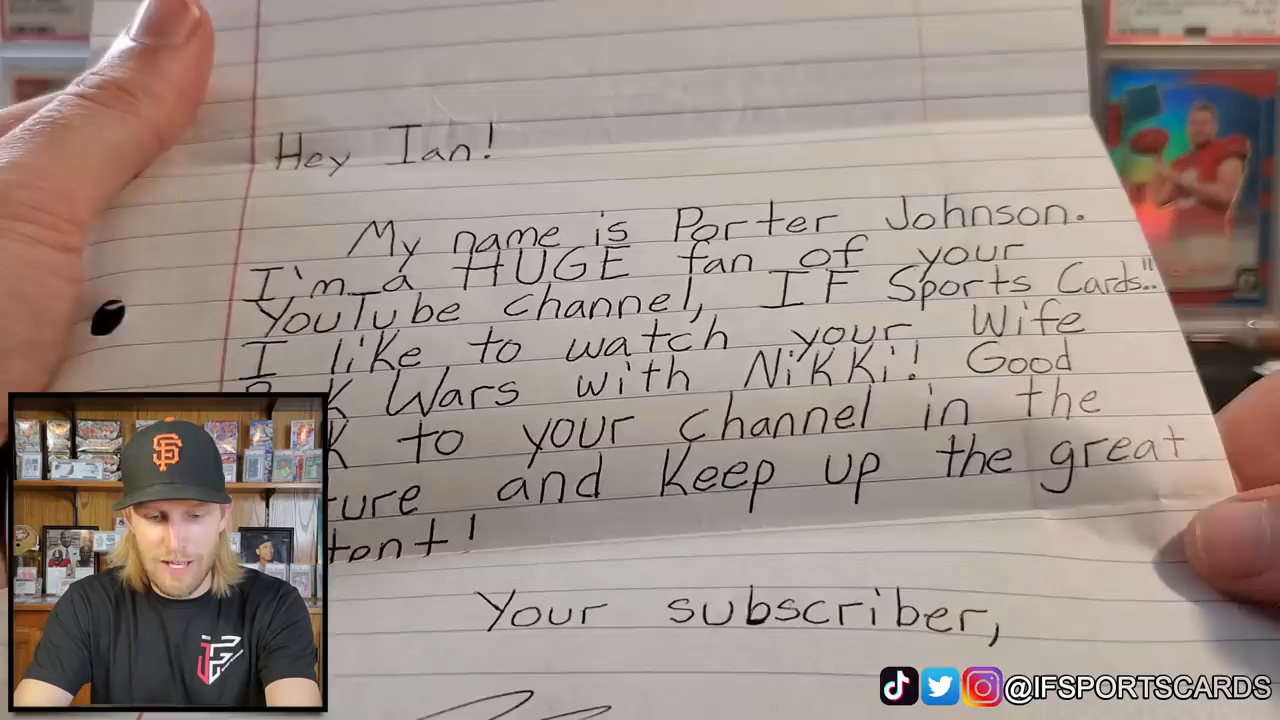 Hey Ian!
My name is Porter Johnson.
I'm a HUGE fan of your
YouTube channel, IF Sports Cards.."
I like to watch your Wife
Wars with Nikki! Good
to your channel in the
and keep up the great
Your subscriber,
SF
@IFSPORTSCARDS